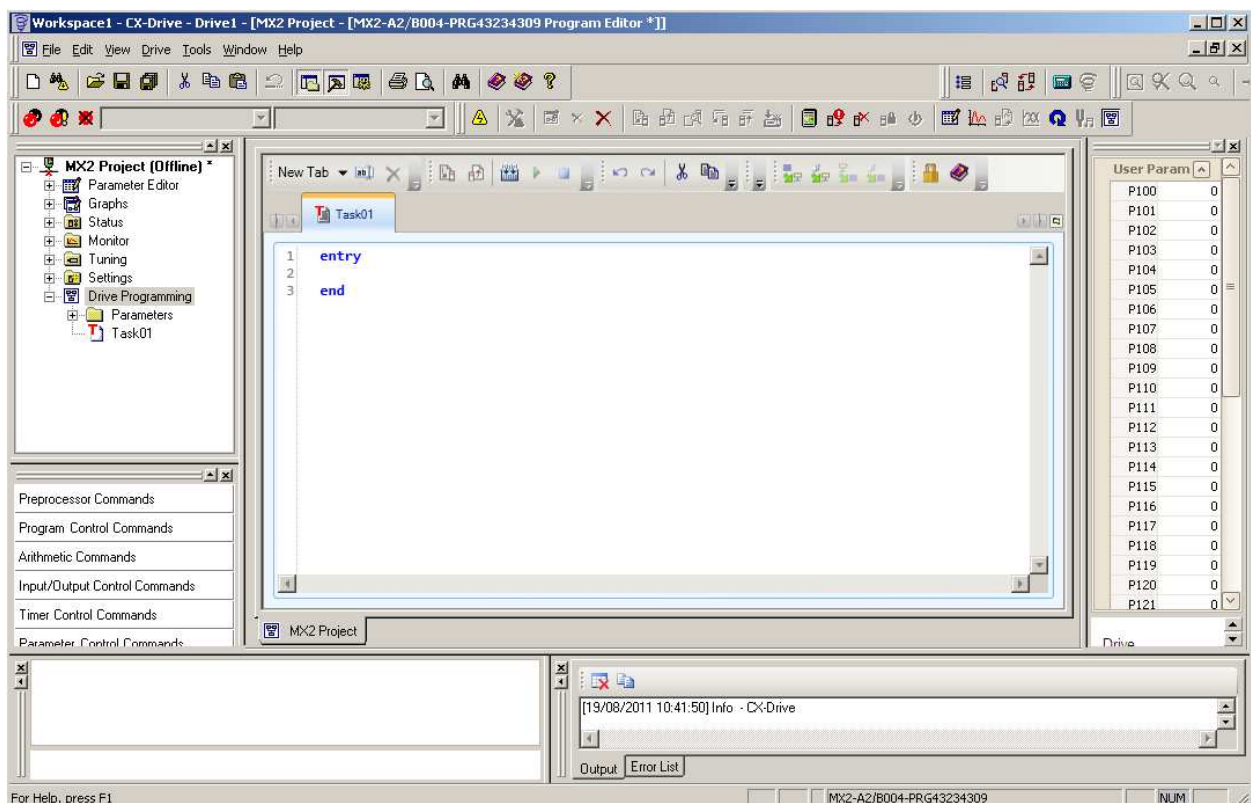 Workspace1 - CX-Drive - Drive1 - [MX2 Project - [MX2-A2/B004-PRG43234309 Program Editor *]]
File Edit View Drive Tools Window Help
MX2 Project (Offline) *
Parameter Editor
Graphs
Status
Monitor
Tuning
Settings
Drive Programming
Parameters
Task01
Preprocessor Commands
Program Control Commands
Arithmetic Commands
Input/Output Control Commands
Timer Control Commands
Parameter Control Commands
New Tab
Task01
1 entry
2
3 end
MX2 Project
User Param
P100 0
P101 0
P102 0
P103 0
P104 0
P105 0
P106 0
P107 0
P108 0
P109 0
P110 0
P111 0
P112 0
P113 0
P114 0
P115 0
P116 0
P117 0
P118 0
P119 0
P120 0
P121 0
Drive
[19/08/2011 10:41:50] Info - CX-Drive
Output Error List
For Help, press F1
MX2-A2/B004-PRG43234309
NUM